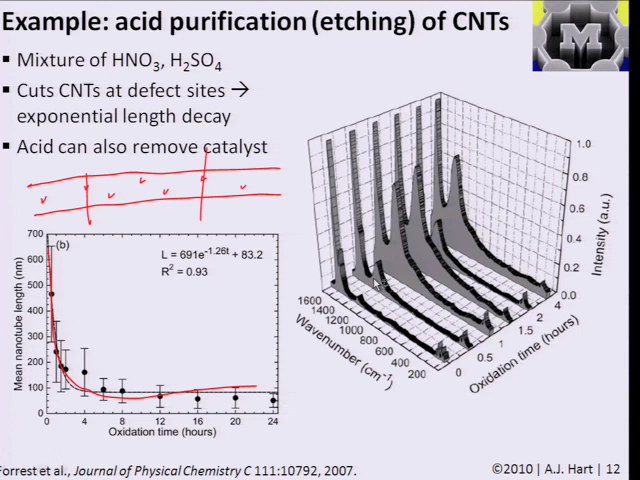 Example: acid purification (etching) of CNTs
▪ Mixture of HNO3, H2SO4
▪ Cuts CNTs at defect sites →
exponential length decay
▪ Acid can also remove catalyst
M
(b)
L = 691e^-1.26t + 83.2
R² = 0.93
Mean nanotube length (nm)
700
600
500
400
300
200
100
0
0 4 8 12 16 20 24
Oxidation time (hours)
1.0
0.8
0.6
0.4
0.2
0.0
Intensity (a.u.)
1600
1400
1200
1000
800
600
400
200
Wavenumber (cm⁻¹)
0
0.5
1
1.5
2
4
Oxidation time (hours)
Forrest et al., Journal of Physical Chemistry C 111:10792, 2007.
©2010 | A.J. Hart | 12